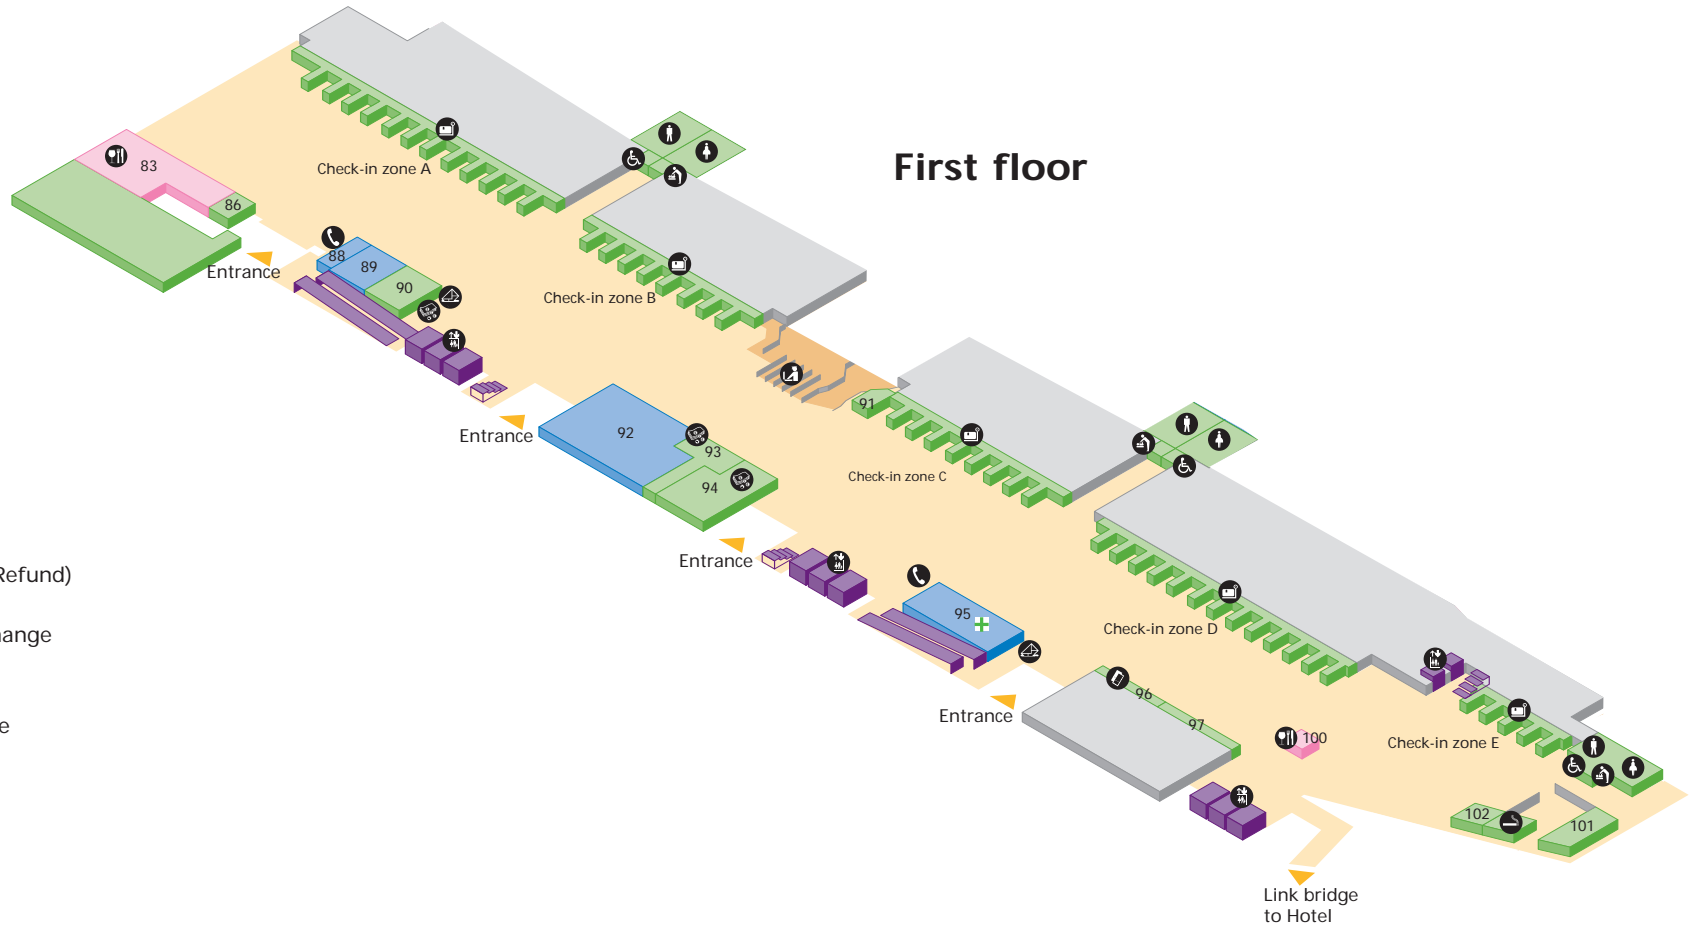 First floor
Check-in zone A
83
86
Entrance
88
89
90
Check-in zone B
91
Entrance
92
93
94
Check-in zone C
Entrance
95
Check-in zone D
Entrance
96
97
100
Check-in zone E
102
101
Link bridge
to Hotel
Refund)
ange
e